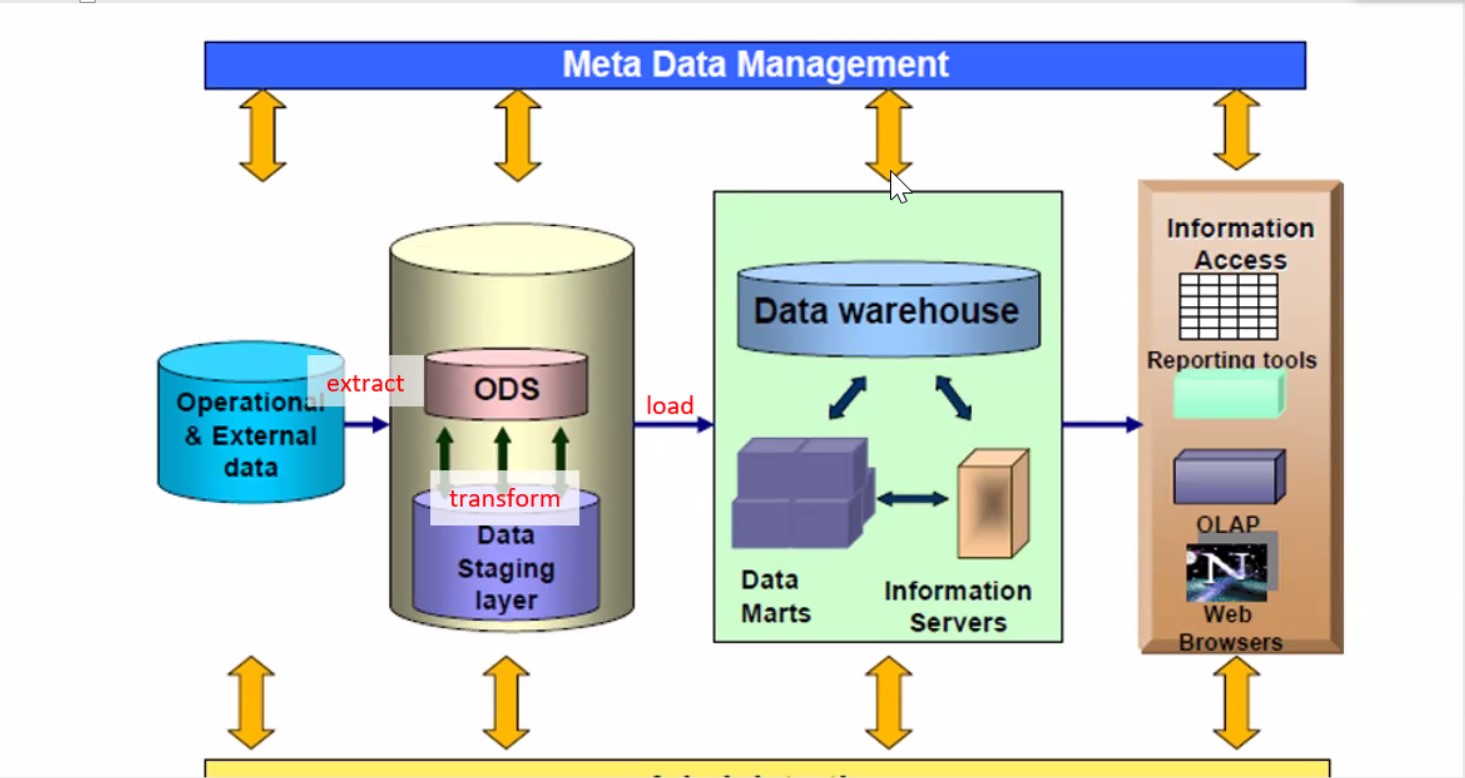 Meta Data Management
Operational
& External
data
extract
ODS
transform
Data
Staging
layer
load
Data warehouse
Data
Marts
Information
Servers
Information
Access
Reporting tools
OLAP
N
Web
Browsers